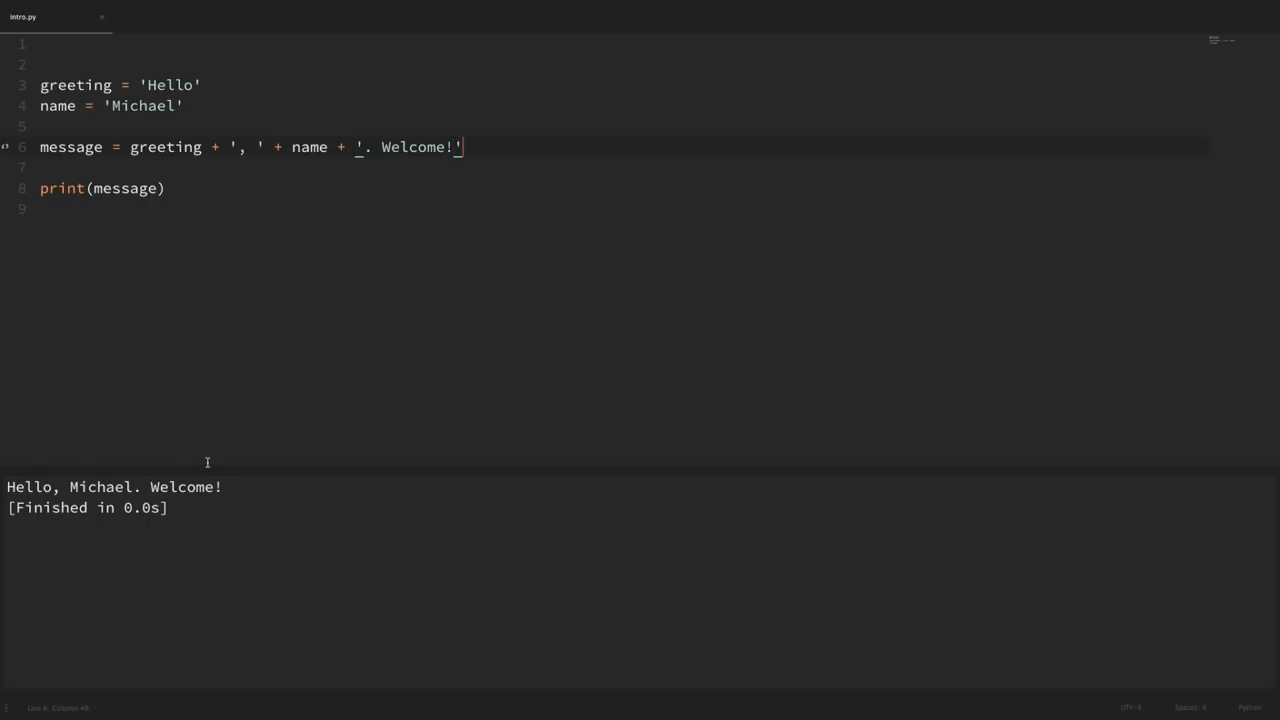 intro.py ×
1
2
3 greeting = 'Hello'
4 name = 'Michael'
5
6 message = greeting + ', ' + name + '. Welcome!'
7
8 print(message)
9
Hello, Michael. Welcome!
[Finished in 0.0s]
Line 6, Column 48 UTF-8 Spaces: 4 Python